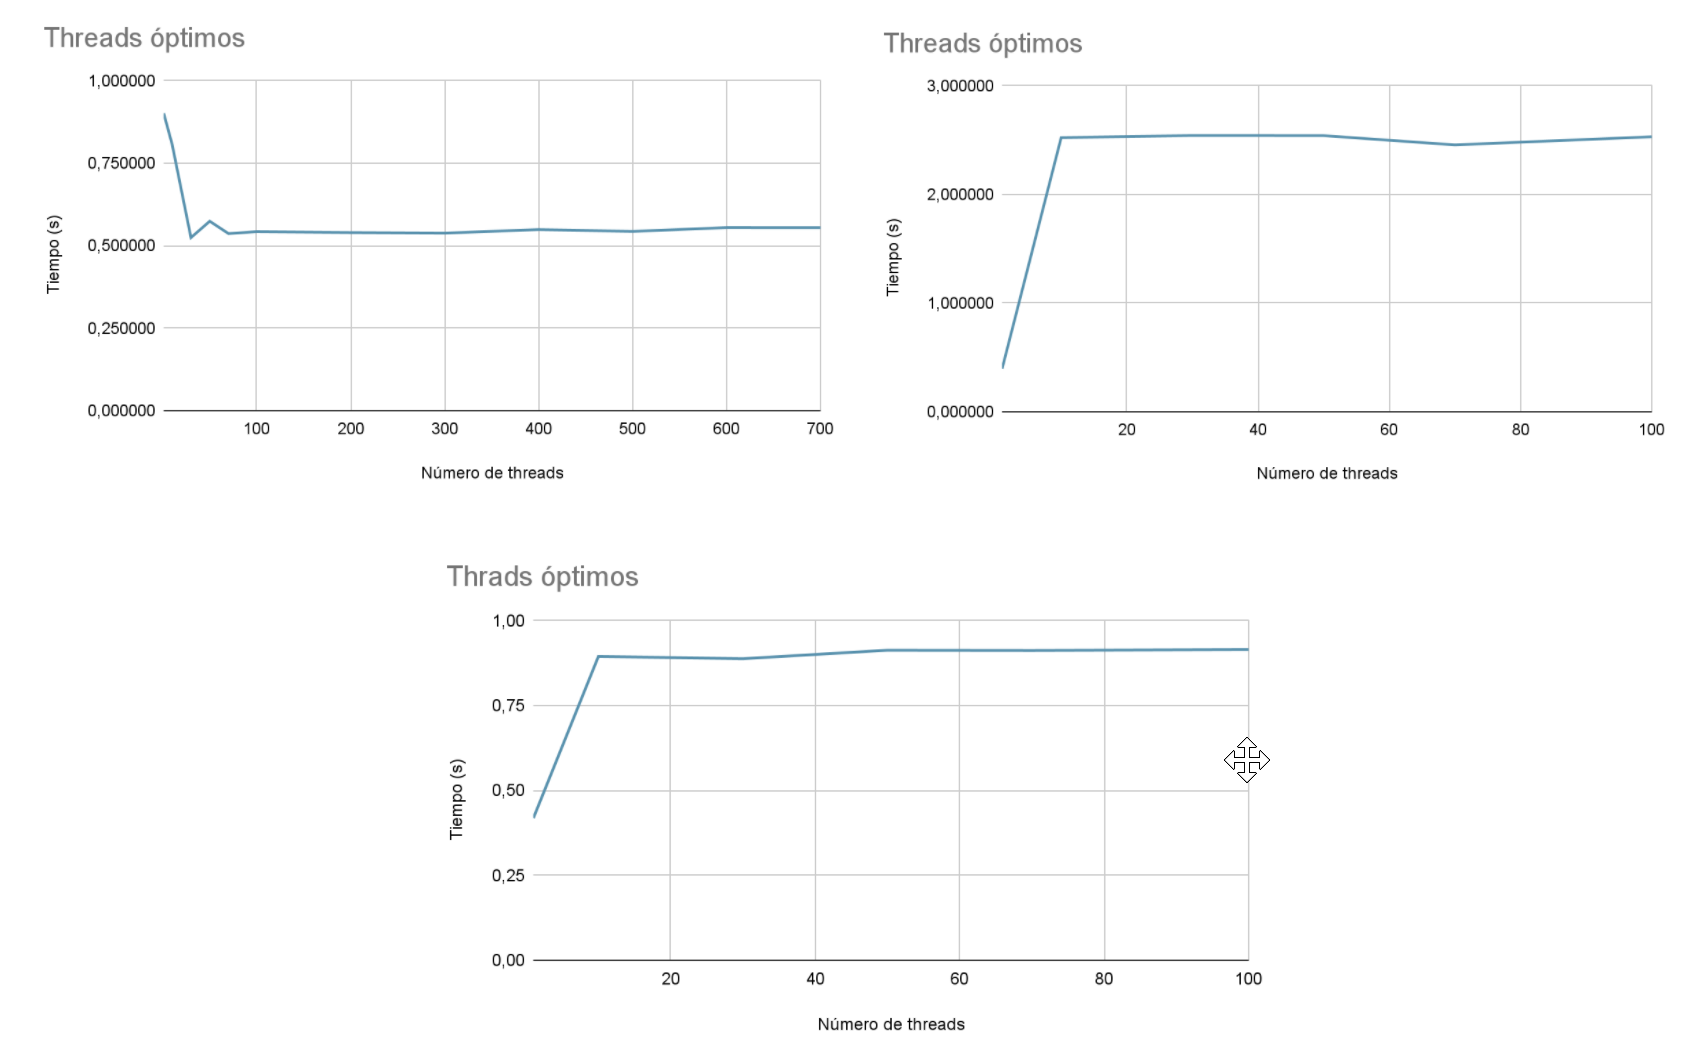 Threads óptimos
1,000000
0,750000
0,500000
0,250000
0,000000
Tiempo (s)
100 200 300 400 500 600 700
Número de threads
Threads óptimos
3,000000
2,000000
1,000000
0,000000
Tiempo (s)
20 40 60 80 100
Número de threads
Thrads óptimos
1,00
0,75
0,50
0,25
0,00
Tiempo (s)
20 40 60 80 100
Número de threads